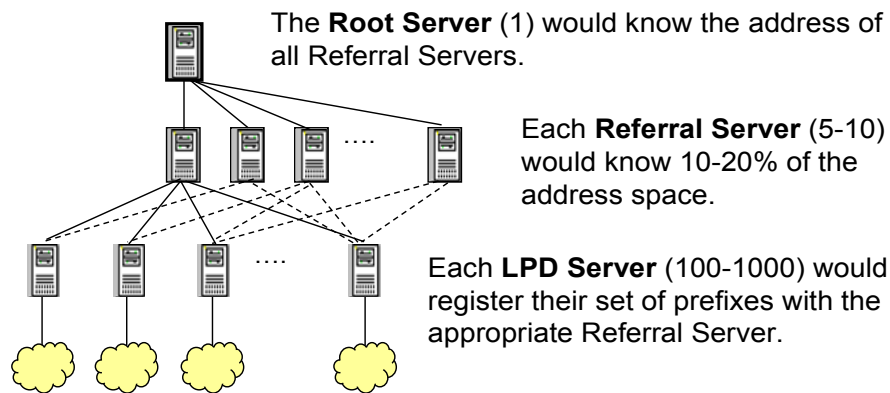 The Root Server (1) would know the address of
all Referral Servers.
....
Each Referral Server (5-10)
would know 10-20% of the
address space.
....
Each LPD Server (100-1000) would
register their set of prefixes with the
appropriate Referral Server.